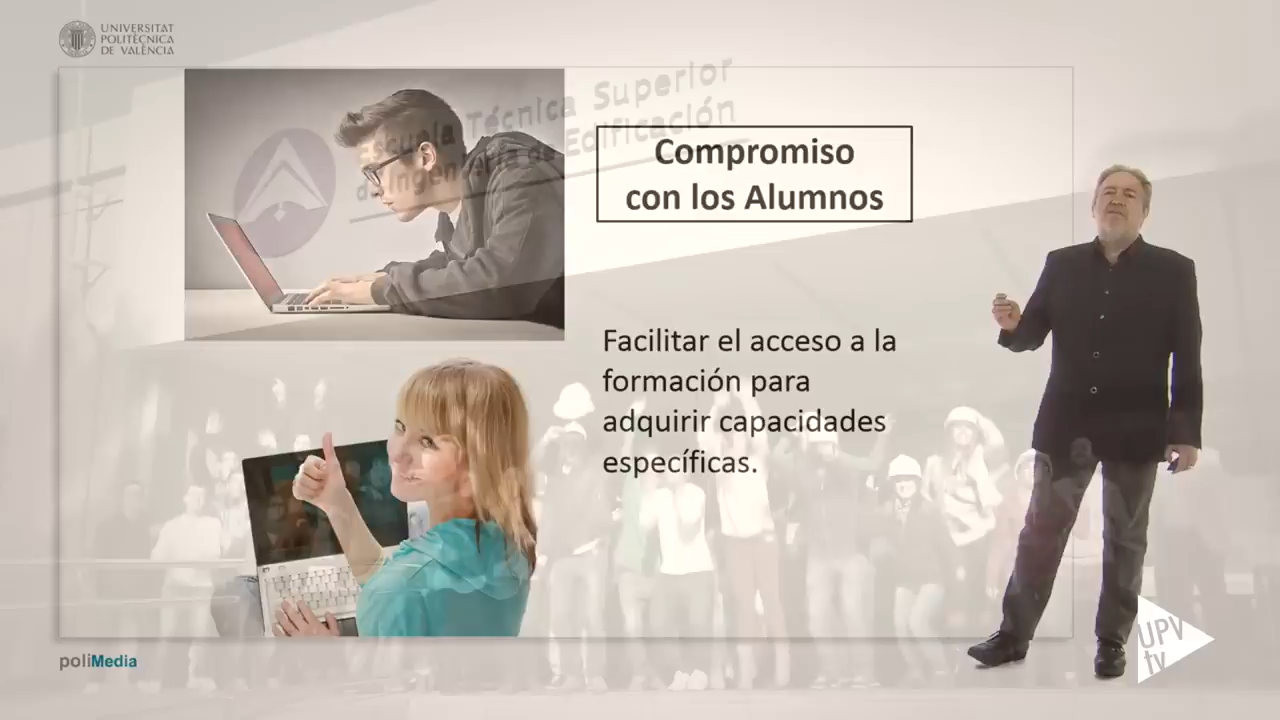 UNIVERSITAT
POLITÈCNICA
DE VALÈNCIA
Escuela Técnica Superior
de Ingeniería de Edificación
Compromiso
con los Alumnos
Facilitar el acceso a la
formación para
adquirir capacidades
específicas.
poliMedia
UPV
tv